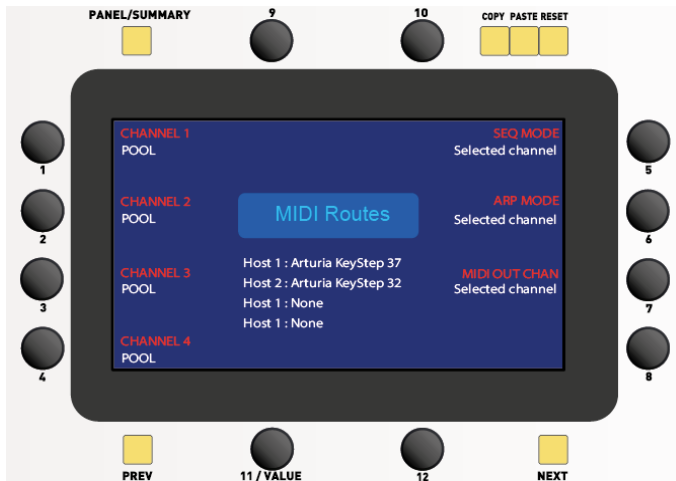 PANEL/SUMMARY
9
10
COPY PASTE RESET
CHANNEL 1
POOL
SEQ MODE
Selected channel
1
5
CHANNEL 2
POOL
MIDI Routes
ARP MODE
Selected channel
2
6
Host 1 : Arturia KeyStep 37
Host 2 : Arturia KeyStep 32
Host 1 : None
Host 1 : None
CHANNEL 3
POOL
MIDI OUT CHAN
Selected channel
3
7
CHANNEL 4
POOL
4
8
PREV
11 / VALUE
12
NEXT